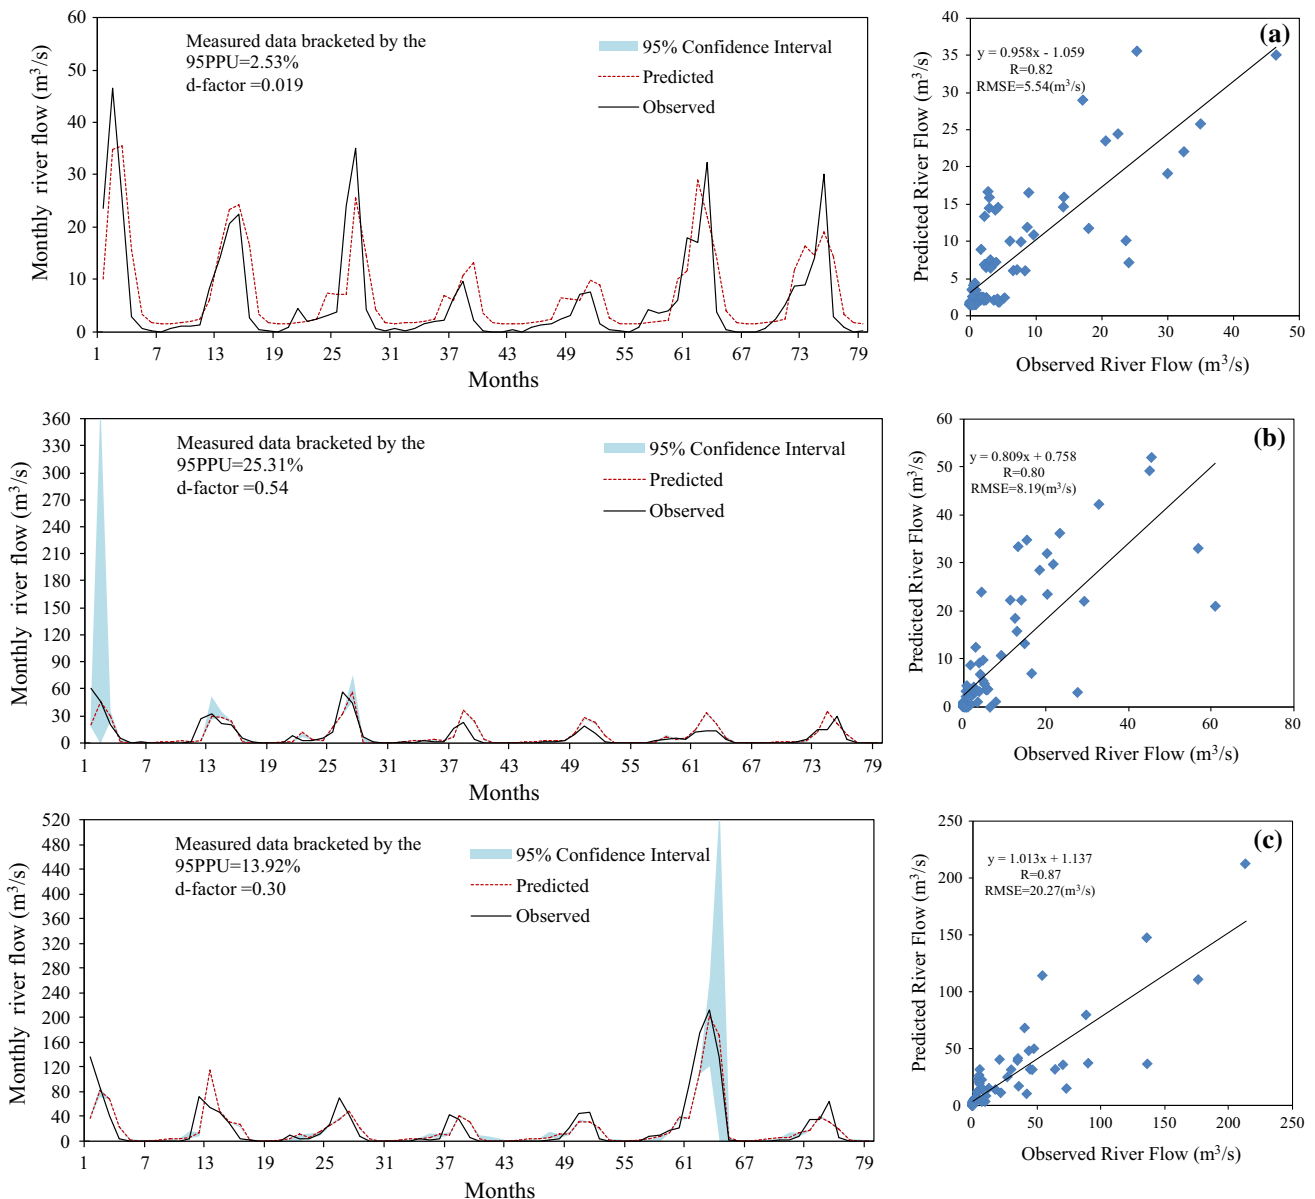 60
50
40
30
20
10
0
Monthly river flow (m³/s)
Measured data bracketed by the
95PPU=2.53%
d-factor =0.019
95% Confidence Interval
Predicted
Observed
1 7 13 19 25 31 37 43 49 55 61 67 73 79
Months
(a)
y = 0.958x - 1.059
R=0.82
RMSE=5.54(m³/s)
40
35
30
25
20
15
10
5
0
Predicted River Flow (m³/s)
0 10 20 30 40 50
Observed River Flow (m³/s)
360
330
300
270
240
210
180
150
120
90
60
30
0
Monthly river flow (m³/s)
Measured data bracketed by the
95PPU=25.31%
d-factor =0.54
95% Confidence Interval
Predicted
Observed
1 7 13 19 25 31 37 43 49 55 61 67 73 79
Months
(b)
y = 0.809x + 0.758
R=0.80
RMSE=8.19(m³/s)
60
50
40
30
20
10
0
Predicted River Flow (m³/s)
0 20 40 60 80
Observed River Flow (m³/s)
520
480
440
400
360
320
280
240
200
160
120
80
40
0
Monthly river flow (m³/s)
Measured data bracketed by the
95PPU=13.92%
d-factor =0.30
95% Confidence Interval
Predicted
Observed
1 7 13 19 25 31 37 43 49 55 61 67 73 79
Months
(c)
y = 1.013x + 1.137
R=0.87
RMSE=20.27(m³/s)
250
200
150
100
50
0
Predicted River Flow (m³/s)
0 50 100 150 200 250
Observed River Flow (m³/s)